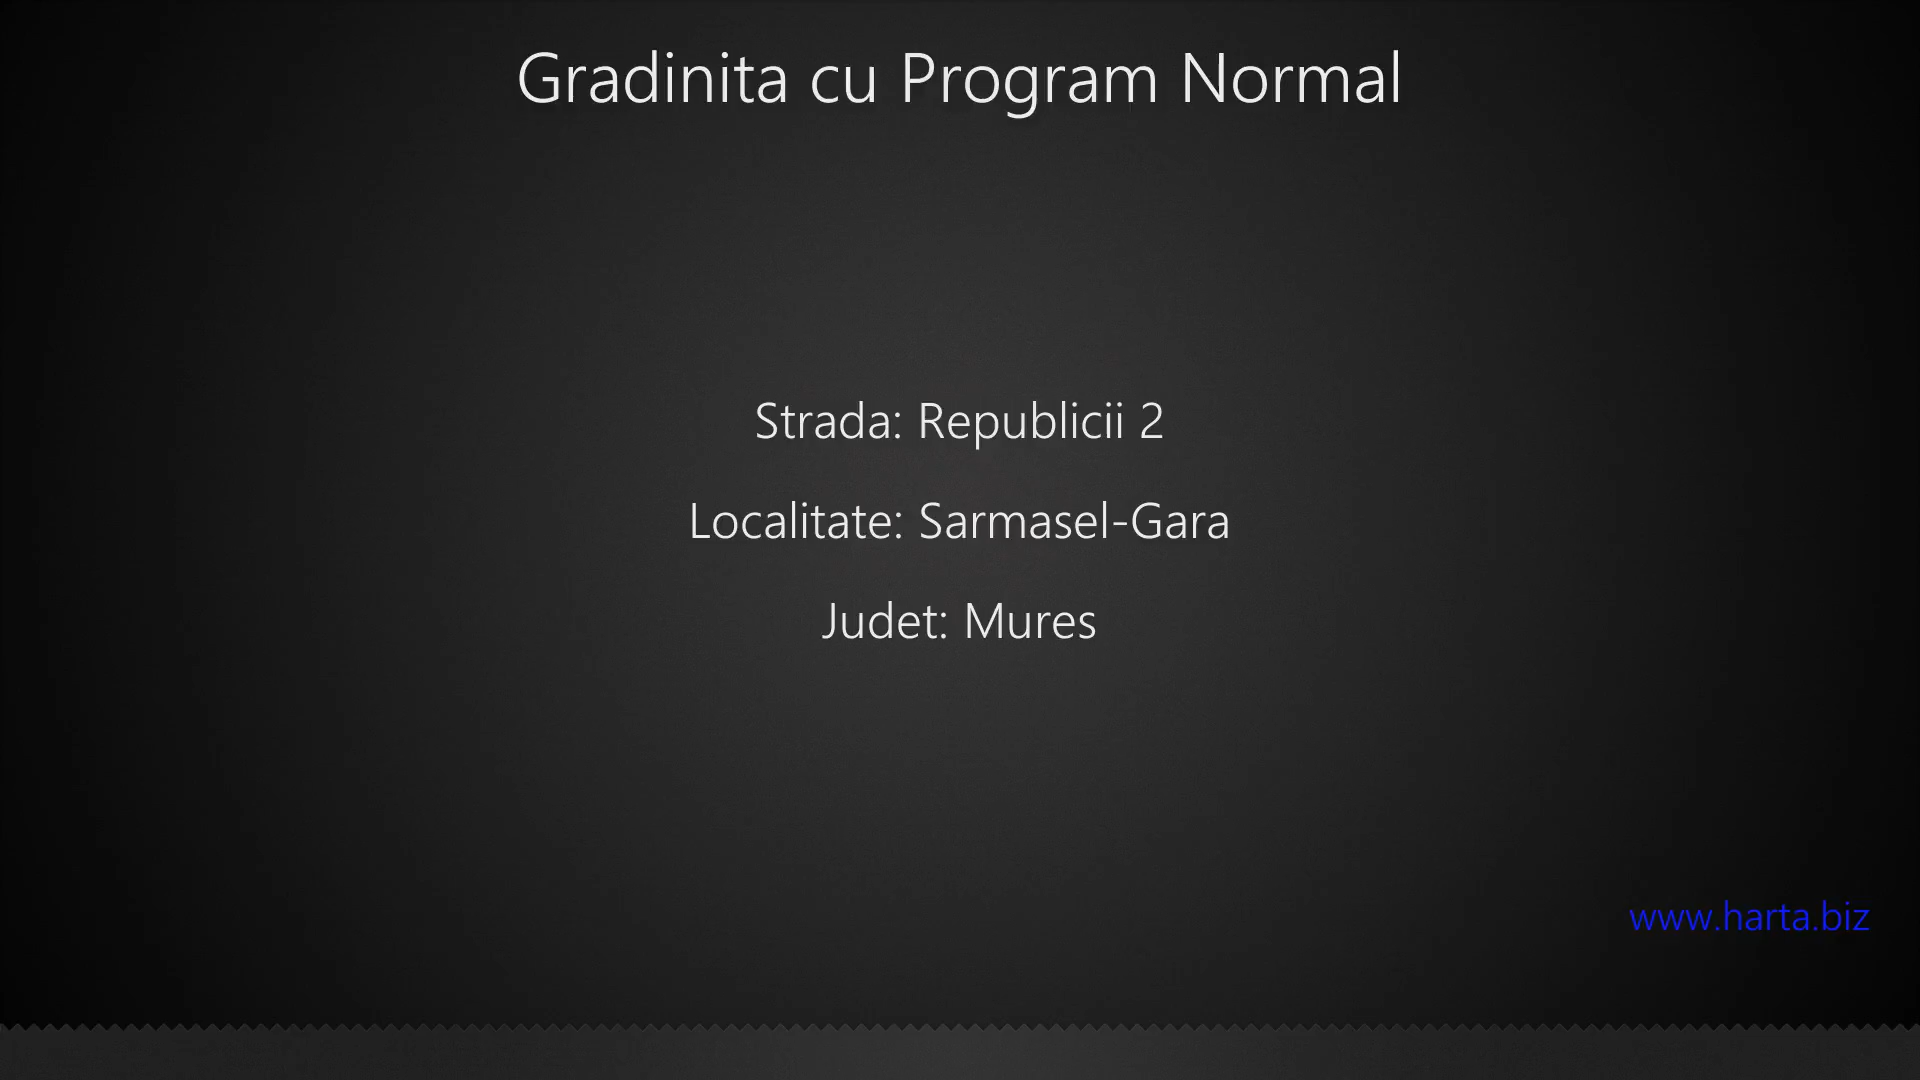 Gradinita cu Program Normal
Strada: Republicii 2
Localitate: Sarmasel-Gara
Judet: Mures
www.harta.biz